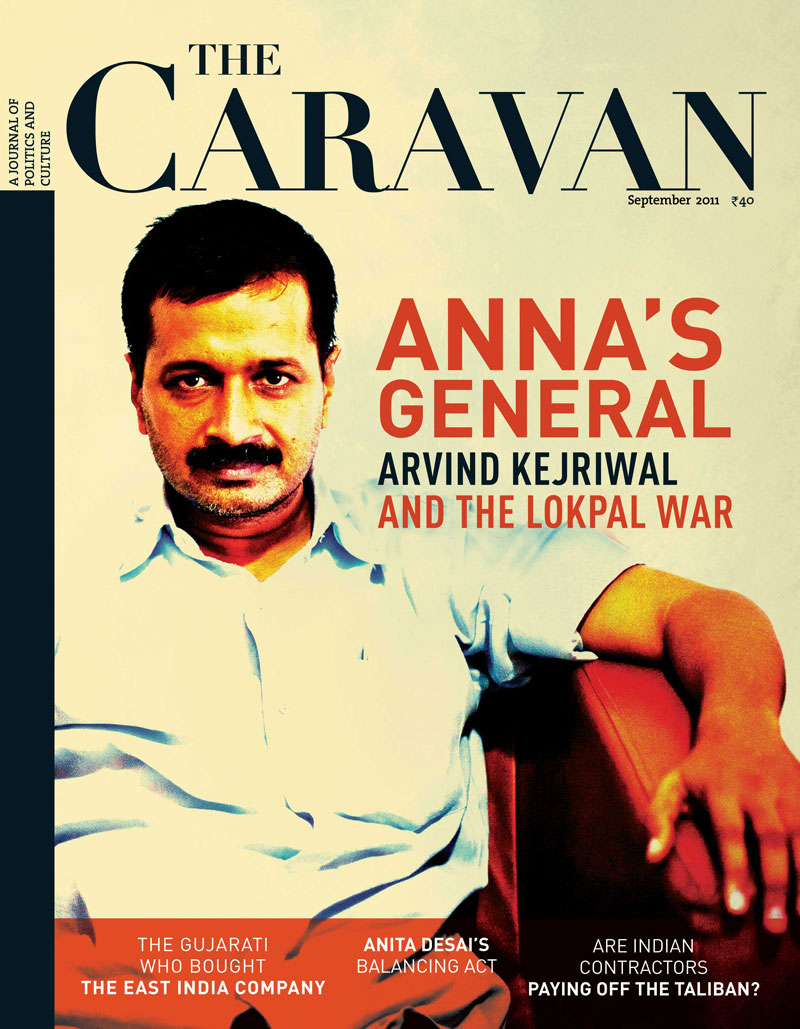 THE
CARAVAN
A JOURNAL OF
POLITICS AND
CULTURE
September 2011 ₹40
ANNA'S
GENERAL
ARVIND KEJRIWAL
AND THE LOKPAL WAR
THE GUJARATI
WHO BOUGHT
THE EAST INDIA COMPANY
ANITA DESAI'S
BALANCING ACT
ARE INDIAN
CONTRACTORS
PAYING OFF THE TALIBAN?